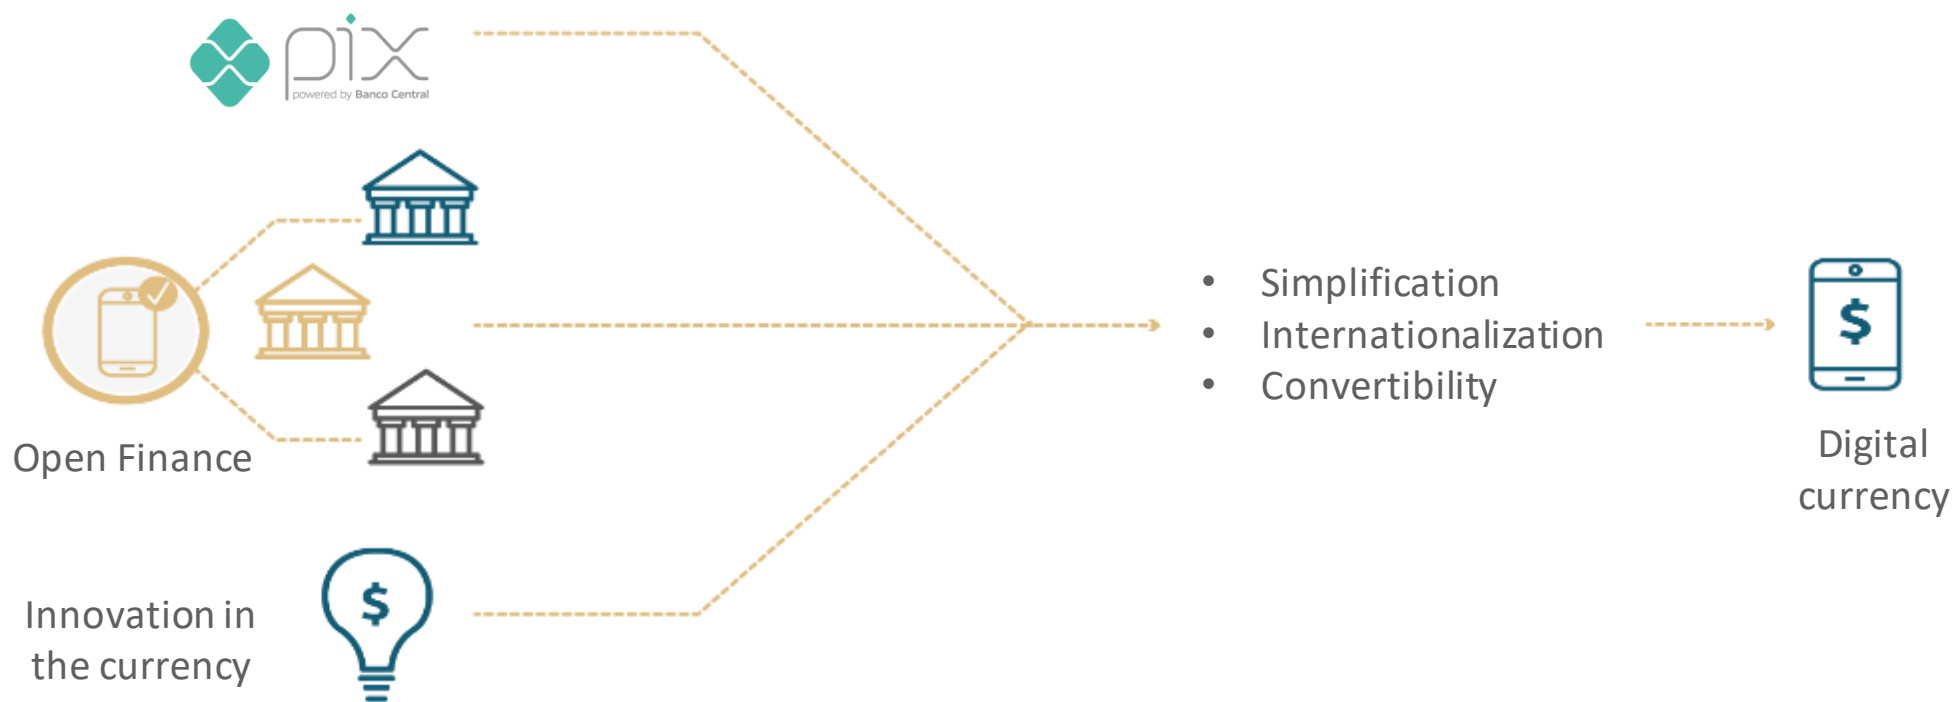 pix
powered by Banco Central
Open Finance
Innovation in
the currency
$
• Simplification
• Internationalization
• Convertibility
$
Digital
currency